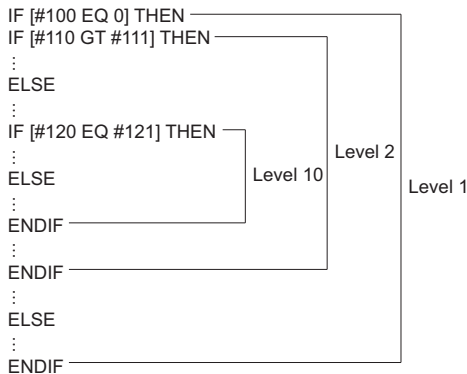 IF [#100 EQ 0] THEN
IF [#110 GT #111] THEN
⋮
ELSE
⋮
IF [#120 EQ #121] THEN
⋮
ELSE
⋮
ENDIF
⋮
ENDIF
⋮
ELSE
⋮
ENDIF
Level 10
Level 2
Level 1